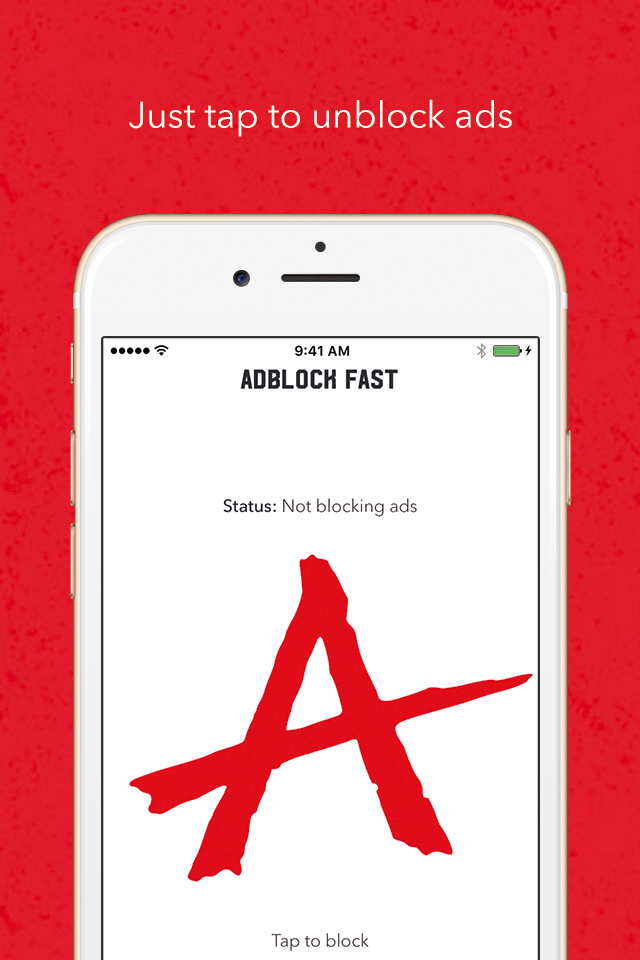 Just tap to unblock ads
9:41 AM
ADBLOCK FAST
Status: Not blocking ads
A
Tap to block